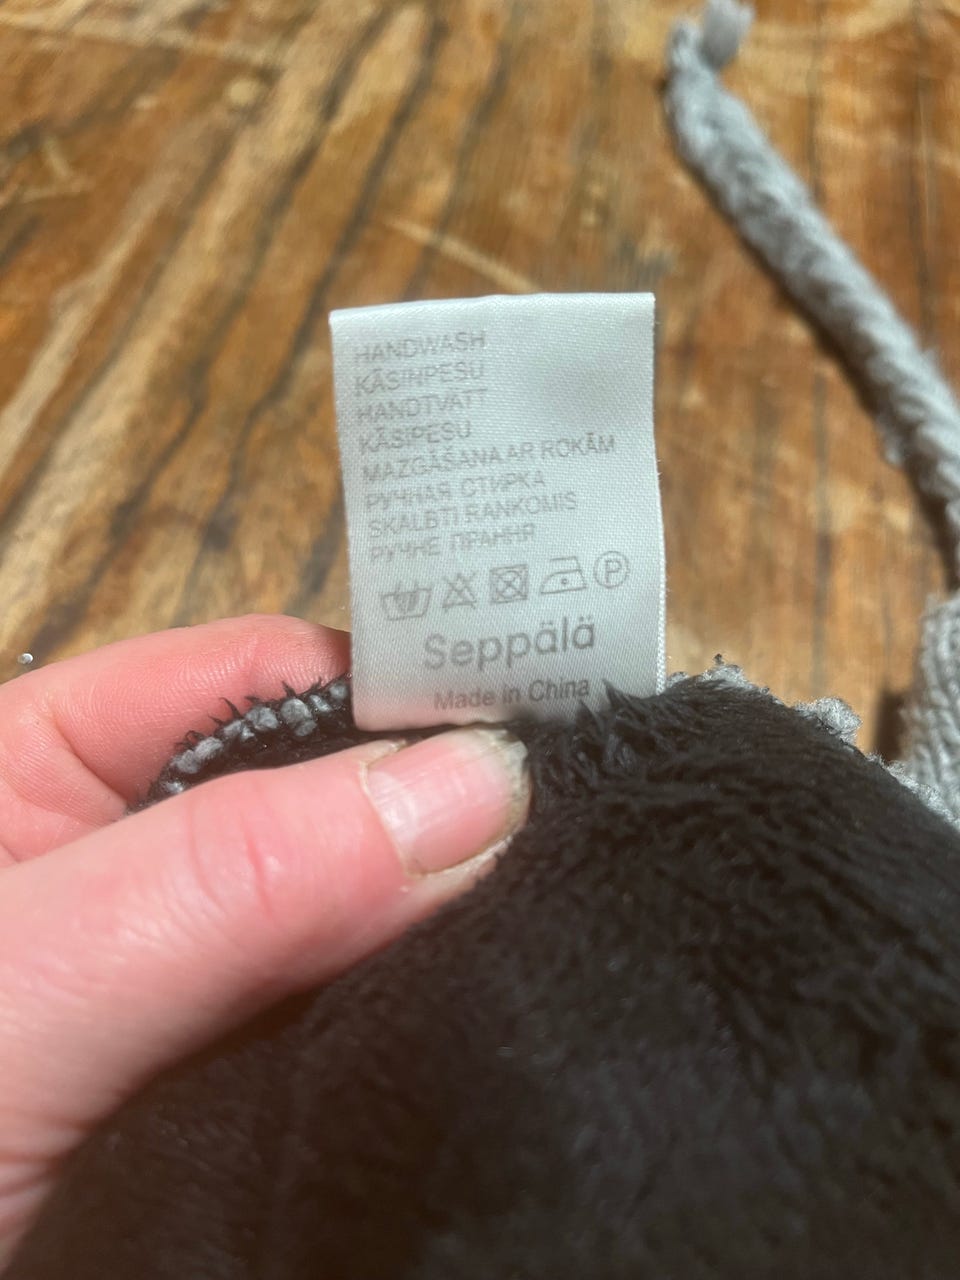 HANDWASH
KÄSINPESU
HANDTVÄTT
KÄSIPESU
MAZGĀŠANA AR ROKĀM
РУЧНАЯ СТИРКА
SKALBTI RANKOMIS
РУЧНЕ ПРАННЯ
P
Seppälä
Made in China